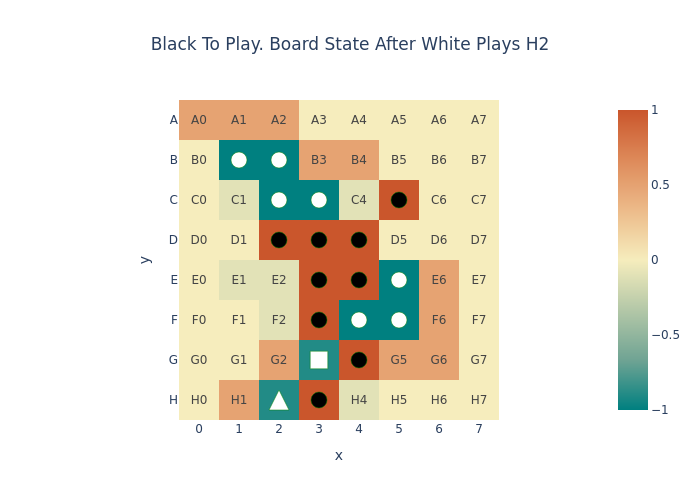 Black To Play. Board State After White Plays H2
A A0 A1 A2 A3 A4 A5 A6 A7
B B0 B3 B4 B5 B6 B7
C C0 C1 C4 C6 C7
D D0 D1 D5 D6 D7
E E0 E1 E2 E6 E7
F F0 F1 F2 F6 F7
G G0 G1 G2 G5 G6 G7
H H0 H1 H4 H5 H6 H7
0 1 2 3 4 5 6 7
x
y
1
0.5
0
−0.5
−1